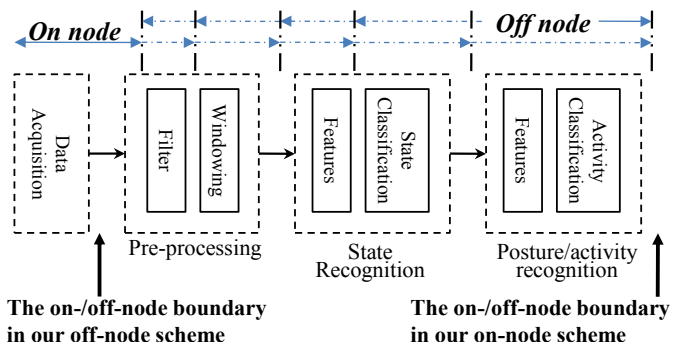 On node
Off node
Data
Acquisition
Filter
Windowing
Features
State
Classification
Features
Activity
Classification
Pre-processing
State
Recognition
Posture/activity
recognition
The on-/off-node boundary
in our off-node scheme
The on-/off-node boundary
in our on-node scheme